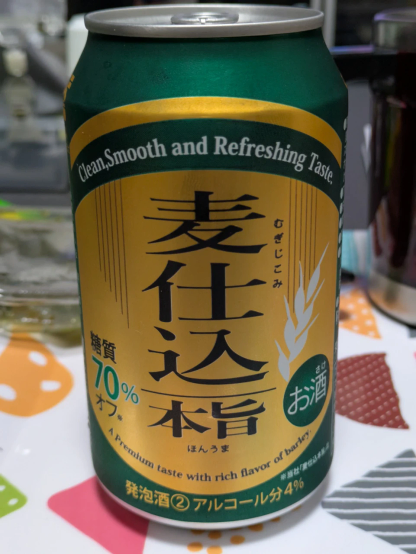 Clean,Smooth and Refreshing Taste.
麦仕込
むぎじこみ
本旨
ほんうま
糖質
70%
オフ※
さけ
お酒
A Premium taste with rich flavor of barley
発泡酒② アルコール分4%